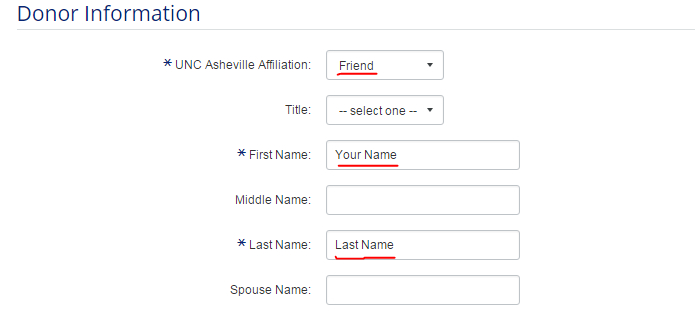 Donor Information
* UNC Asheville Affiliation: Friend
Title: -- select one --
* First Name: Your Name
Middle Name:
* Last Name: Last Name
Spouse Name: